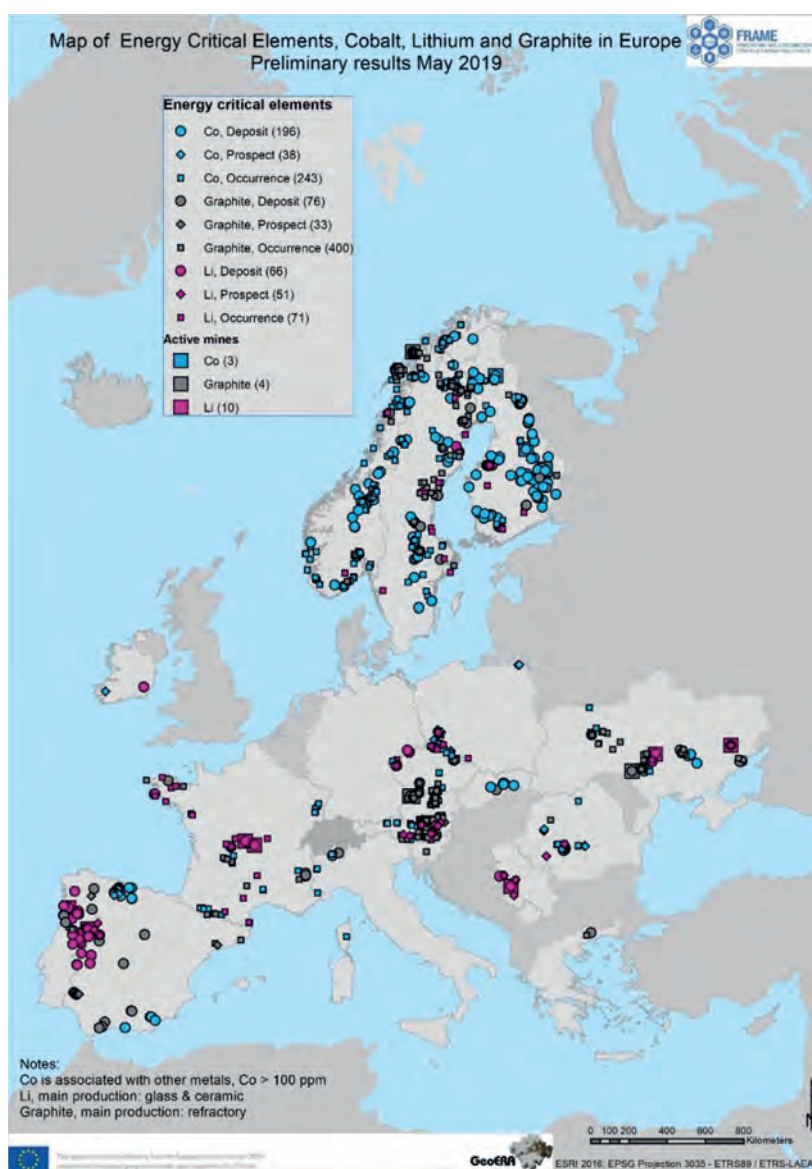 Map of Energy Critical Elements, Cobalt, Lithium and Graphite in Europe
Preliminary results May 2019
FRAME
Energy critical elements
Co, Deposit (196)
Co, Prospect (38)
Co, Occurrence (243)
Graphite, Deposit (76)
Graphite, Prospect (33)
Graphite, Occurrence (400)
Li, Deposit (66)
Li, Prospect (51)
Li, Occurrence (71)
Active mines
Co (3)
Graphite (4)
Li (10)
Notes:
Co is associated with other metals, Co > 100 ppm
Li, main production: glass & ceramic
Graphite, main production: refractory
N
0 100 200 400 600 800
Kilometers
GeoERA
ESRI 2016; EPSG Projection 3035 - ETRS89 / ETRS-LAEA